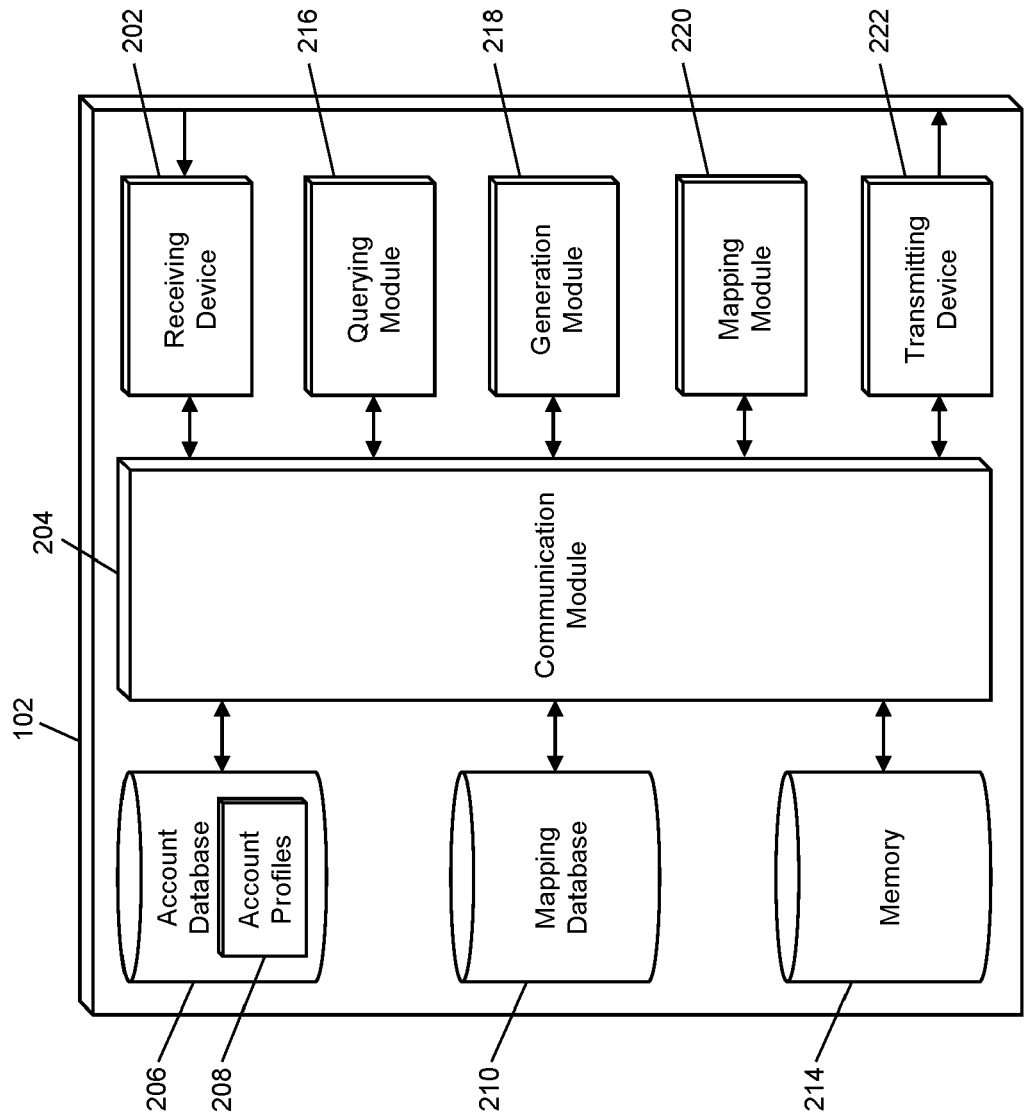 102
204
206
208
210
214
202
216
218
220
222
Account
Database
Account
Profiles
Mapping
Database
Memory
Communication
Module
Receiving
Device
Querying
Module
Generation
Module
Mapping
Module
Transmitting
Device